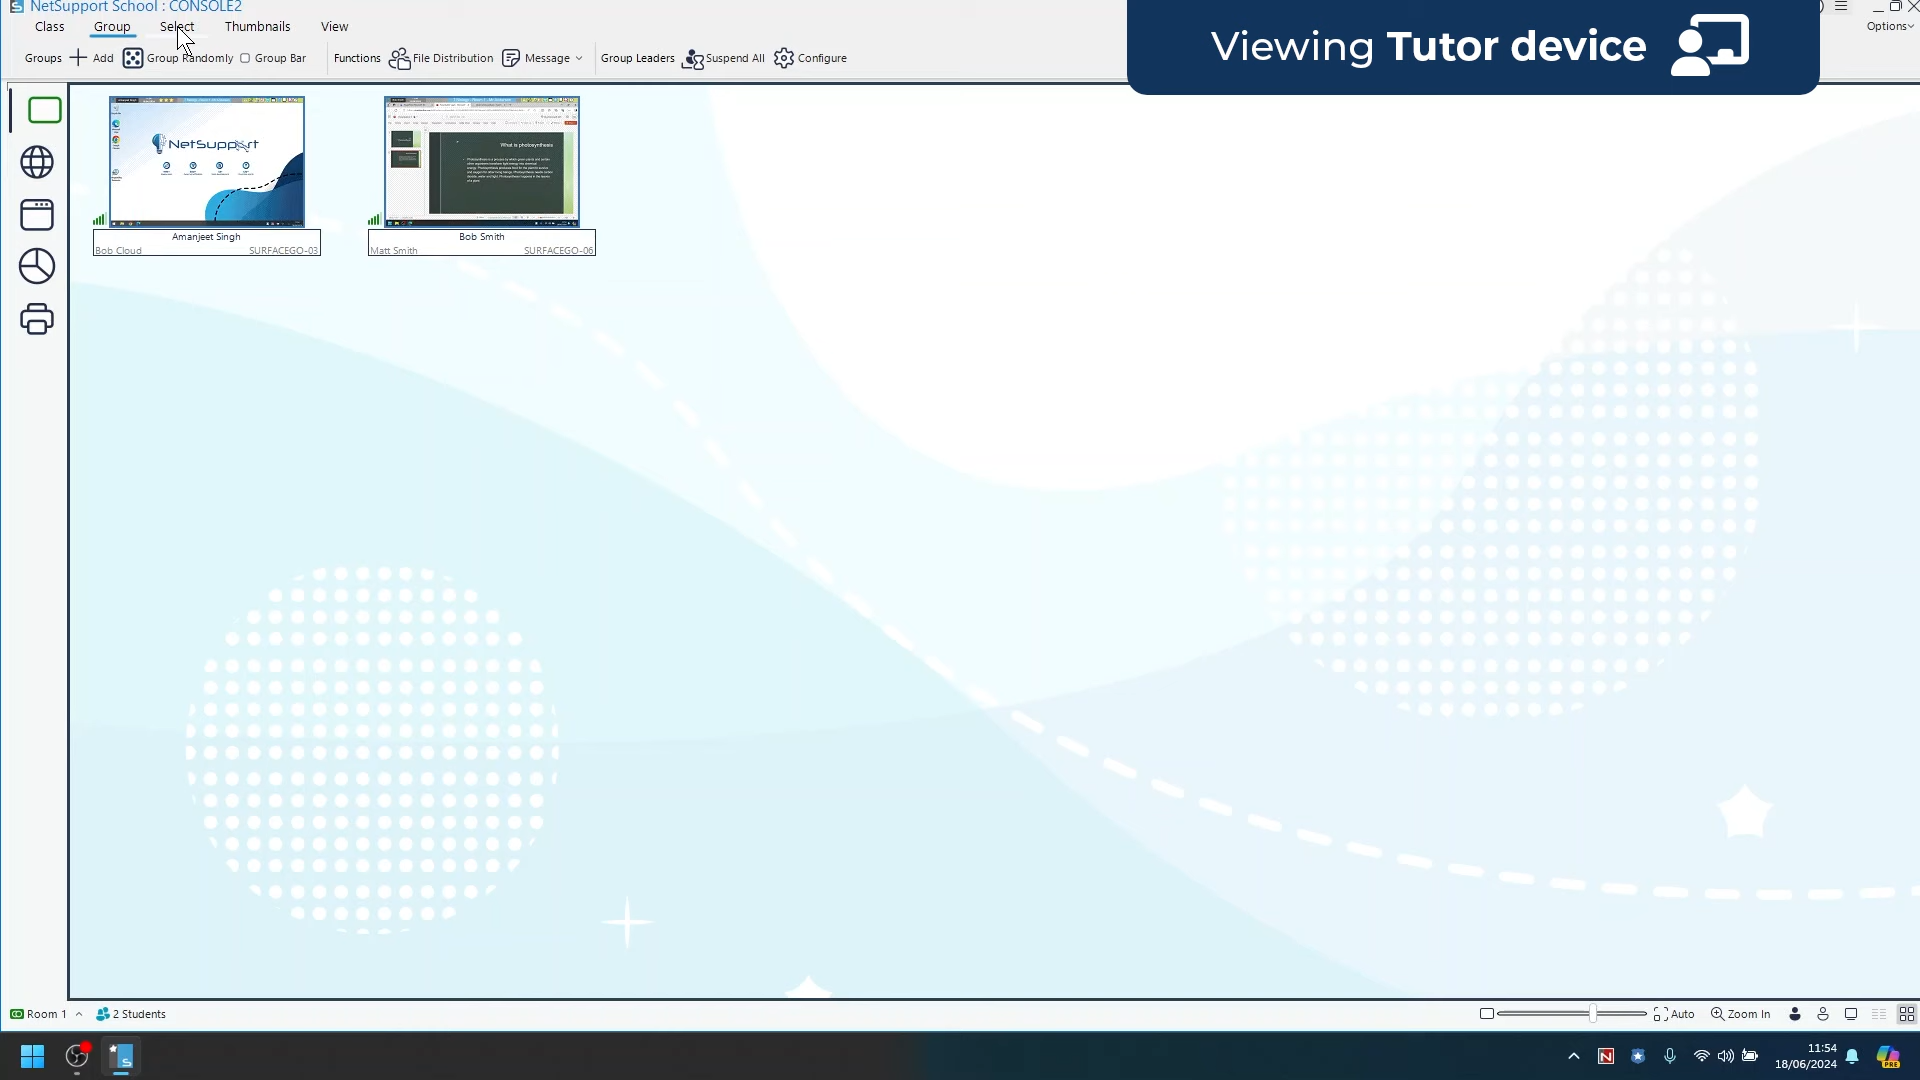 NetSupport School : CONSOLE2
Class Group Select Thumbnails View
Options
Groups Add Group Randomly Group Bar Functions File Distribution Message Group Leaders Suspend All Configure
Viewing Tutor device
NetSupport
What is photosynthesis
Amanjeet Singh
Bob Cloud SURFACEGO-03
Bob Smith
Matt Smith SURFACEGO-06
Room 1 2 Students
Auto Zoom In
11:54
18/06/2024